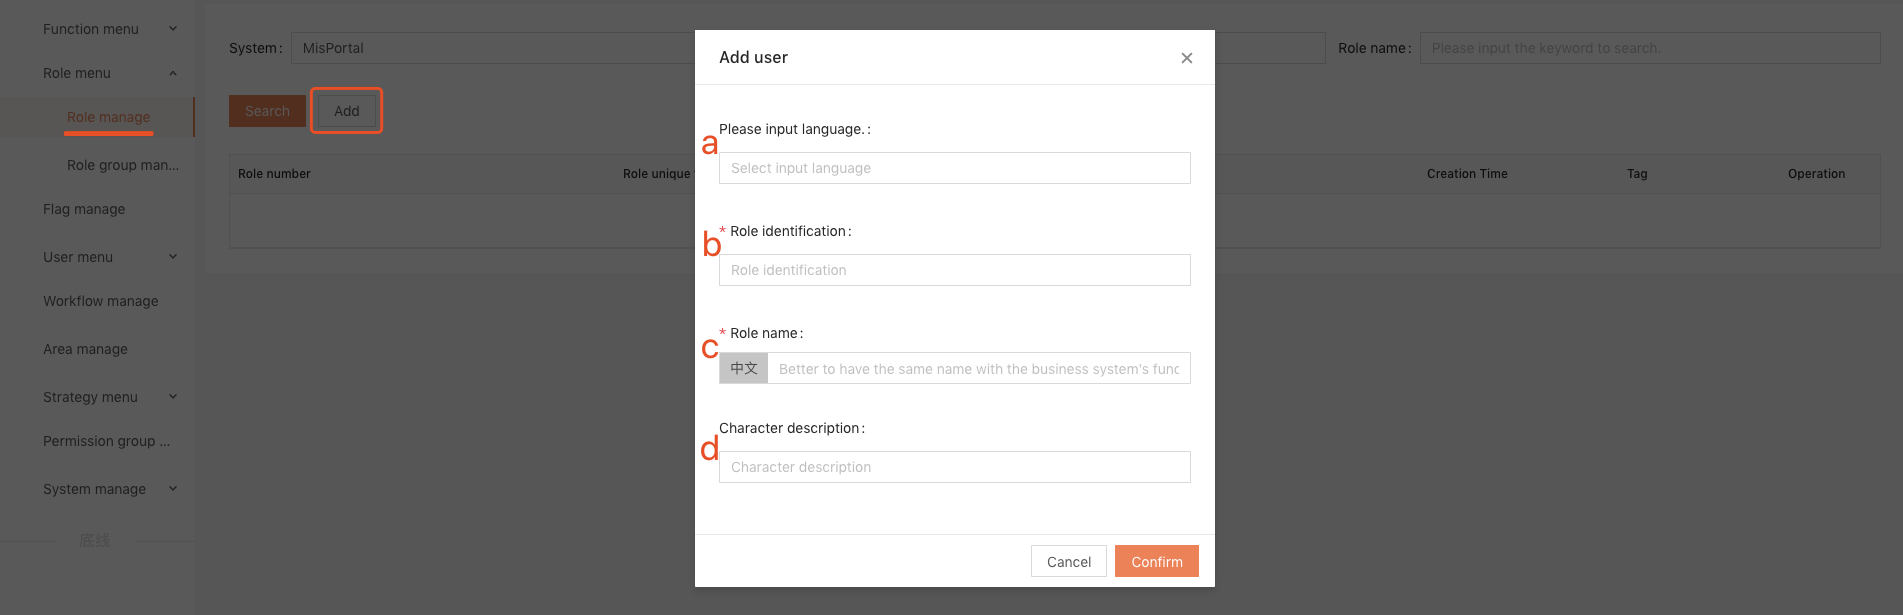 Function menu
Role menu
Role manage
Role group man...
Flag manage
User menu
Workflow manage
Area manage
Strategy menu
Permission group ...
System manage
底线
System:
MisPortal
Role name:
Please input the keyword to search.
Search
Add
Role number
Role unique
Creation Time
Tag
Operation
Add user
a
Please input language.:
Select input language
b
* Role identification:
Role identification
c
* Role name:
中文
Better to have the same name with the business system's func
d
Character description:
Character description
Cancel
Confirm